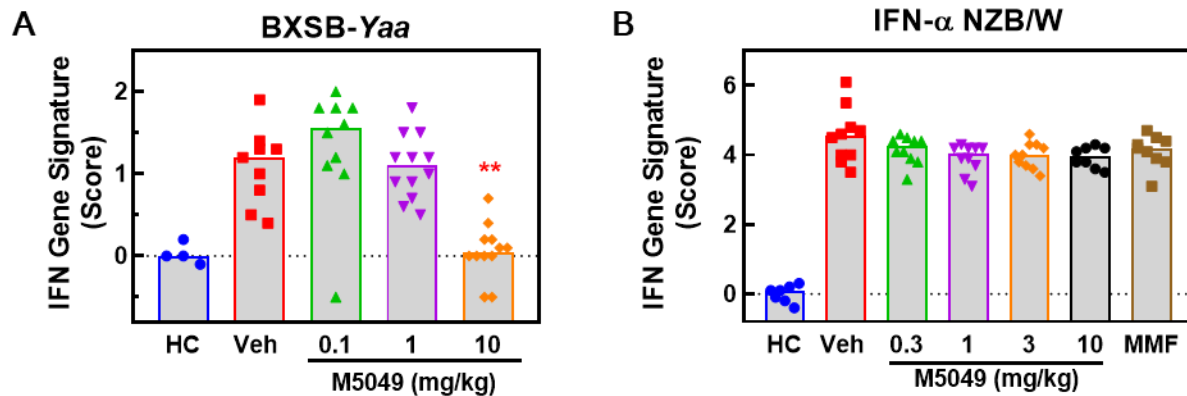 A
BXSB-Yaa
IFN Gene Signature
(Score)
2
1
0
**
HC Veh 0.1 1 10
M5049 (mg/kg)
B
IFN-α NZB/W
IFN Gene Signature
(Score)
6
4
2
0
HC Veh 0.3 1 3 10 MMF
M5049 (mg/kg)